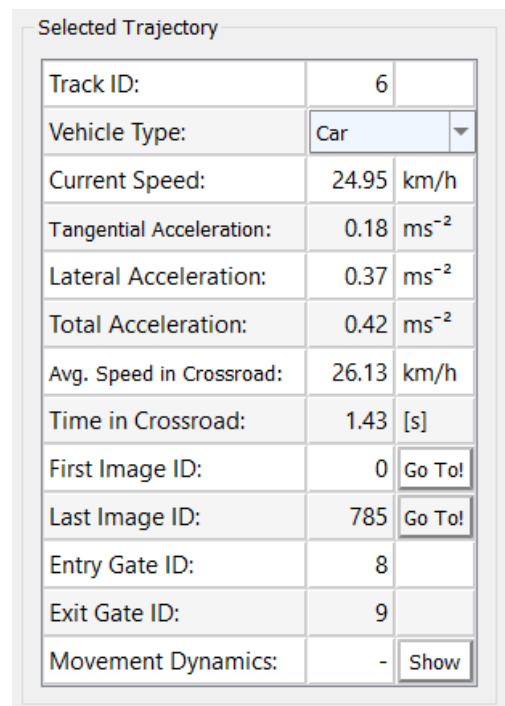 Selected Trajectory
Track ID: 6
Vehicle Type: Car
Current Speed: 24.95 km/h
Tangential Acceleration: 0.18 ms⁻²
Lateral Acceleration: 0.37 ms⁻²
Total Acceleration: 0.42 ms⁻²
Avg. Speed in Crossroad: 26.13 km/h
Time in Crossroad: 1.43 [s]
First Image ID: 0 Go To!
Last Image ID: 785 Go To!
Entry Gate ID: 8
Exit Gate ID: 9
Movement Dynamics: - Show